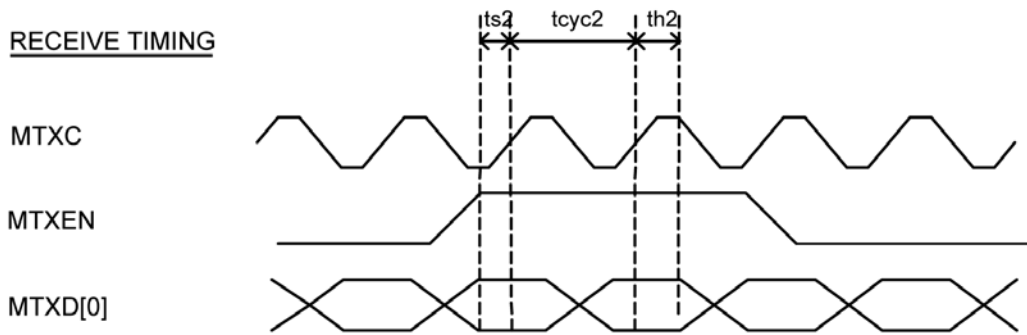 ts2 tcyc2 th2
RECEIVE TIMING
MTXC
MTXEN
MTXD[0]